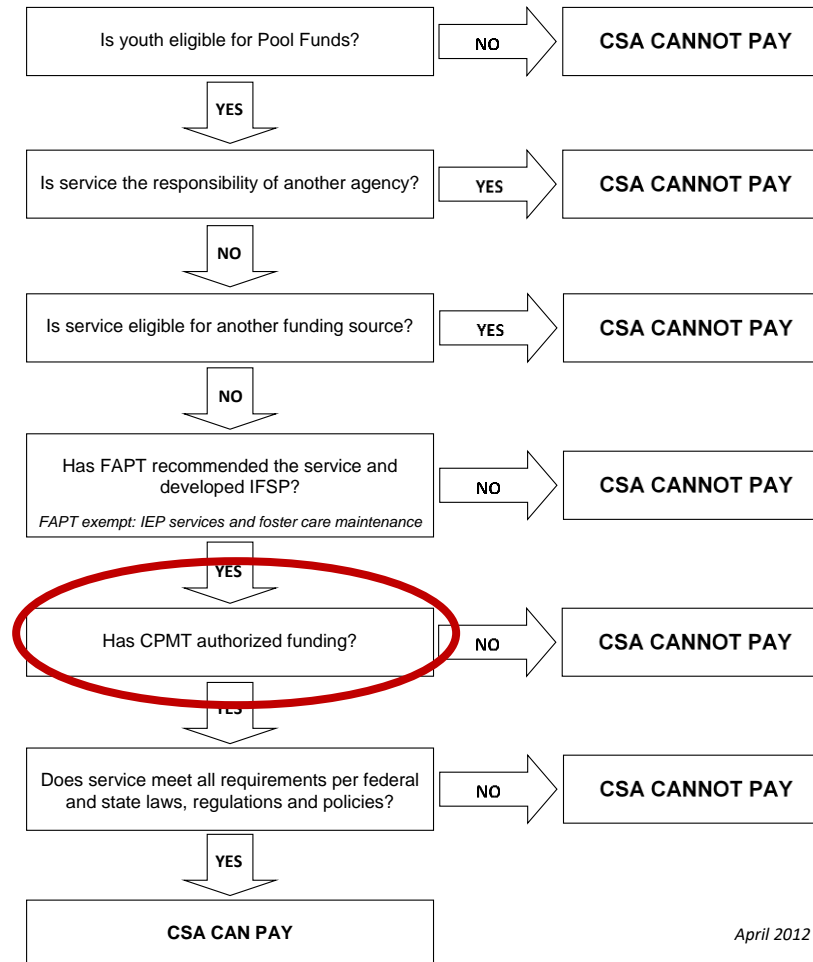 Is youth eligible for Pool Funds?
NO
CSA CANNOT PAY
YES
Is service the responsibility of another agency?
YES
CSA CANNOT PAY
NO
Is service eligible for another funding source?
YES
CSA CANNOT PAY
NO
Has FAPT recommended the service and
developed IFSP?
FAPT exempt: IEP services and foster care maintenance
NO
CSA CANNOT PAY
YES
Has CPMT authorized funding?
NO
CSA CANNOT PAY
YES
Does service meet all requirements per federal
and state laws, regulations and policies?
NO
CSA CANNOT PAY
YES
CSA CAN PAY
April 2012